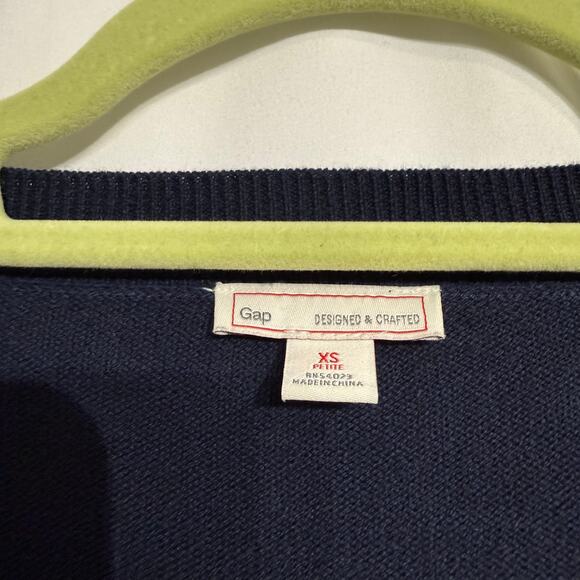 Gap DESIGNED & CRAFTED
XS
PETITE
RN54023
MADE IN CHINA